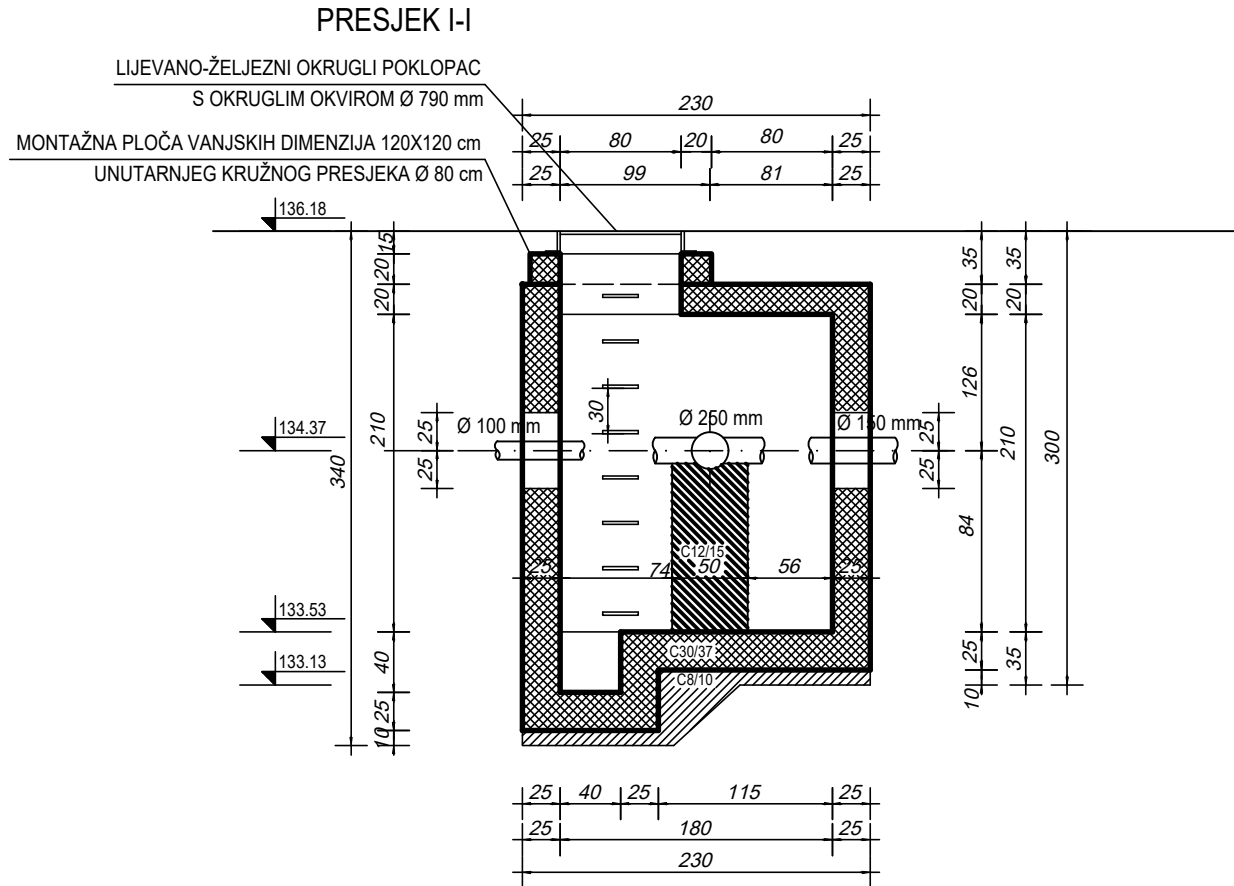 PRESJEK I-I
LIJEVANO-ŽELJEZNI OKRUGLI POKLOPAC
S OKRUGLIM OKVIROM Ø 790 mm
MONTAŽNA PLOČA VANJSKIH DIMENZIJA 120X120 cm
UNUTARNJEG KRUŽNOG PRESJEKA Ø 80 cm
230
25 80 20 80 25
25 99 81 25
136.18
15
20
20
35
20
35
20
126
210
30
25
25
340
134.37
Ø 100 mm
Ø 250 mm
Ø 150 mm
25
25
210
300
84
C12/15
25 74 50 56 25
133.53
133.13
C30/37
C8/10
40
25
10
25
10
35
25 40 25 115 25
25 180 25
230